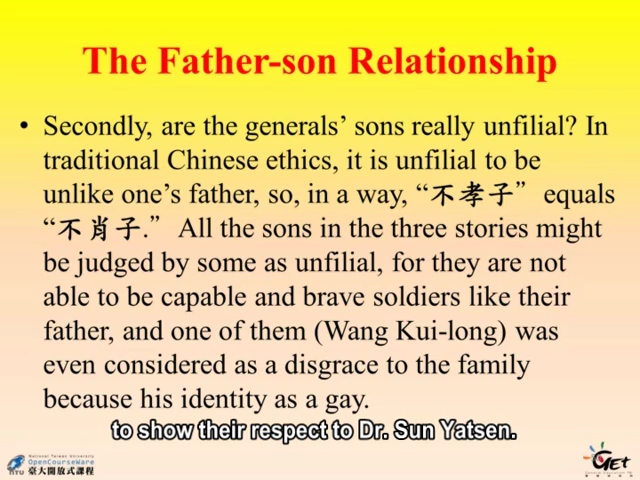 The Father-son Relationship
• Secondly, are the generals’ sons really unfilial? In
traditional Chinese ethics, it is unfilial to be
unlike one’s father, so, in a way, “不孝子” equals
“不肖子.” All the sons in the three stories might
be judged by some as unfilial, for they are not
able to be capable and brave soldiers like their
father, and one of them (Wang Kui-long) was
even considered as a disgrace to the family
because his identity as a gay.
to show their respect to Dr. Sun Yatsen.
National Taiwan University
OpenCourseWare
NTU 臺大開放式課程
GET